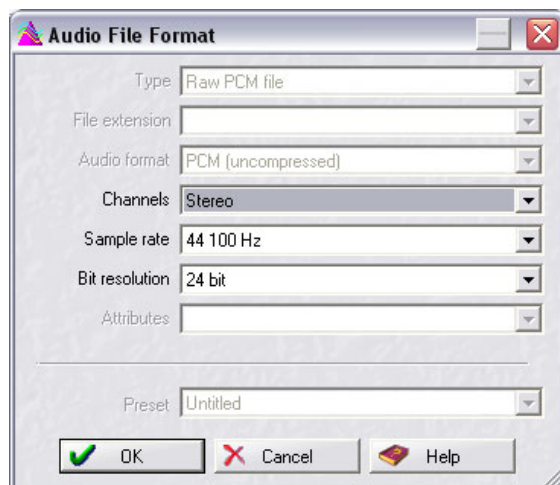 Audio File Format
Type Raw PCM file
File extension
Audio format PCM (uncompressed)
Channels Stereo
Sample rate 44 100 Hz
Bit resolution 24 bit
Attributes
Preset Untitled
OK Cancel Help